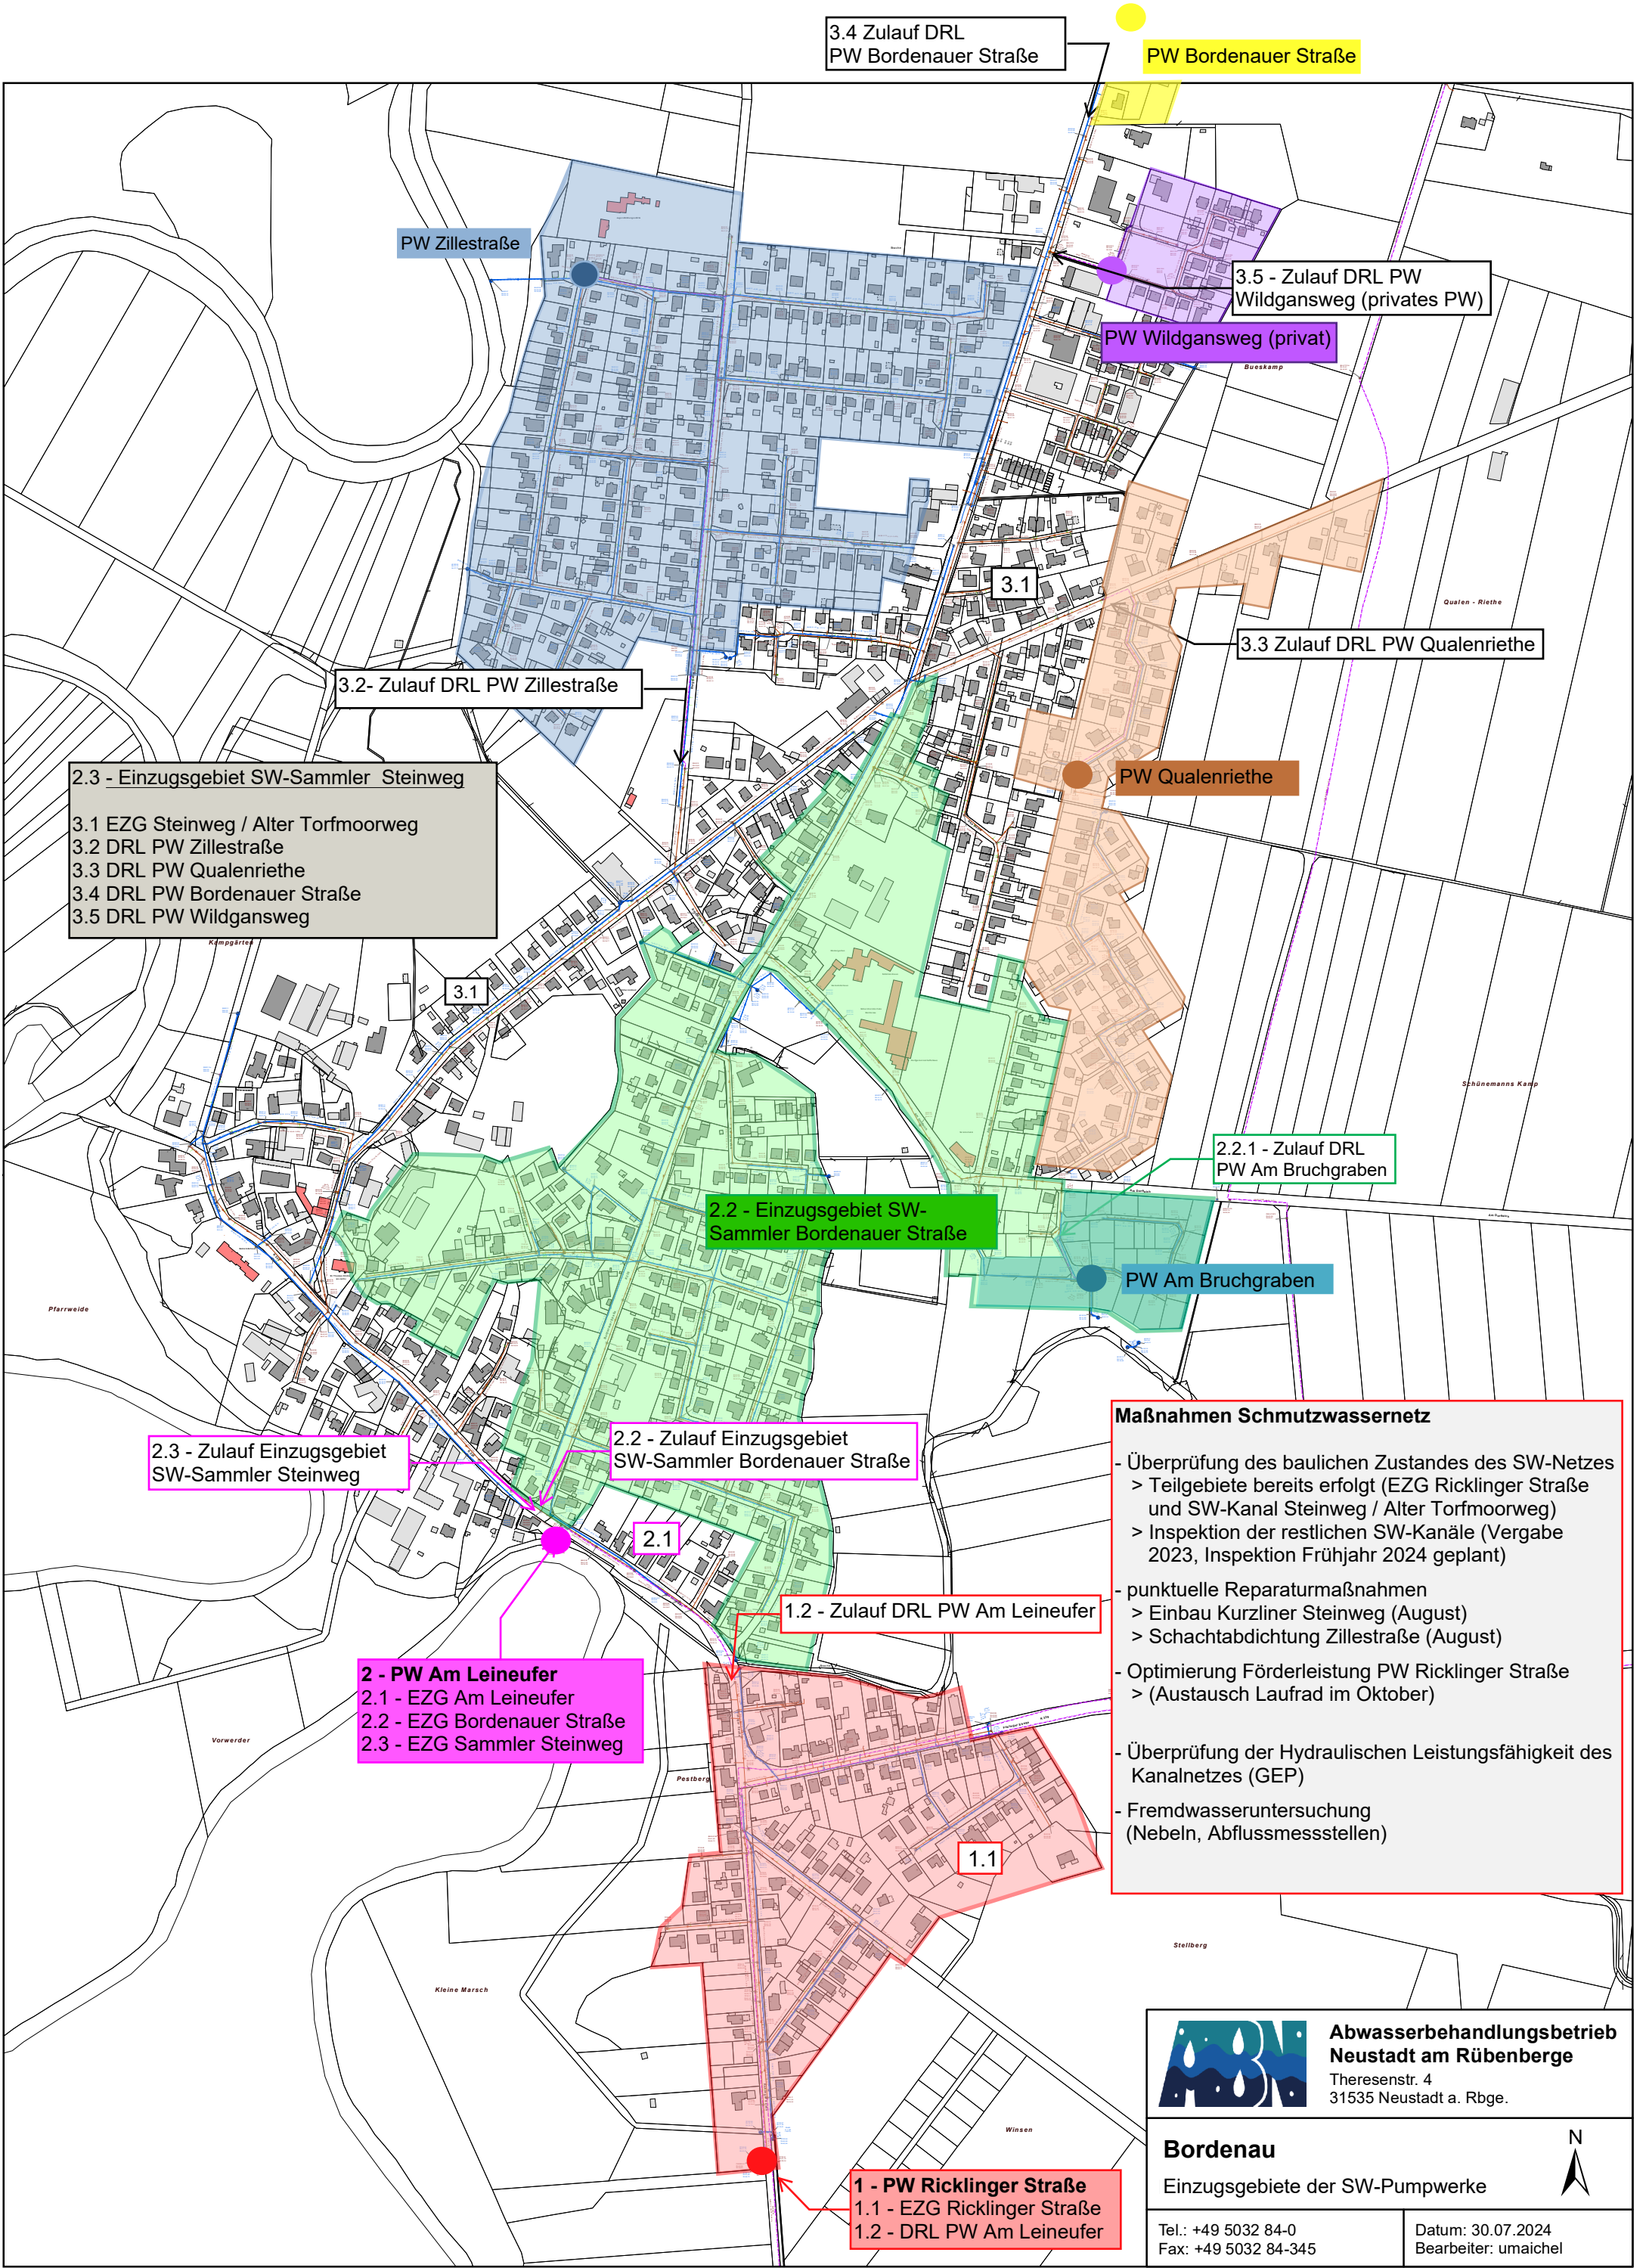 3.4 Zulauf DRL
PW Bordenauer Straße
PW Bordenauer Straße
PW Zillestraße
3.5 - Zulauf DRL PW
Wildgansweg (privates PW)
PW Wildgansweg (privat)
Bueskamp
3.1
Qualen - Riethe
3.3 Zulauf DRL PW Qualenriethe
3.2- Zulauf DRL PW Zillestraße
PW Qualenriethe
2.3 - Einzugsgebiet SW-Sammler Steinweg
3.1 EZG Steinweg / Alter Torfmoorweg
3.2 DRL PW Zillestraße
3.3 DRL PW Qualenriethe
3.4 DRL PW Bordenauer Straße
3.5 DRL PW Wildgansweg
Kampgärten
3.1
Schünemanns Kamp
2.2.1 - Zulauf DRL
PW Am Bruchgraben
2.2 - Einzugsgebiet SW-
Sammler Bordenauer Straße
PW Am Bruchgraben
Pfarrweide
2.3 - Zulauf Einzugsgebiet
SW-Sammler Steinweg
2.2 - Zulauf Einzugsgebiet
SW-Sammler Bordenauer Straße
2.1
Maßnahmen Schmutzwassernetz
- Überprüfung des baulichen Zustandes des SW-Netzes
> Teilgebiete bereits erfolgt (EZG Ricklinger Straße
und SW-Kanal Steinweg / Alter Torfmoorweg)
> Inspektion der restlichen SW-Kanäle (Vergabe
2023, Inspektion Frühjahr 2024 geplant)
- punktuelle Reparaturmaßnahmen
> Einbau Kurzliner Steinweg (August)
> Schachtabdichtung Zillestraße (August)
- Optimierung Förderleistung PW Ricklinger Straße
> (Austausch Laufrad im Oktober)
- Überprüfung der Hydraulischen Leistungsfähigkeit des
Kanalnetzes (GEP)
- Fremdwasseruntersuchung
(Nebeln, Abflussmessstellen)
1.2 - Zulauf DRL PW Am Leineufer
2 - PW Am Leineufer
2.1 - EZG Am Leineufer
2.2 - EZG Bordenauer Straße
2.3 - EZG Sammler Steinweg
Vorwerder
Postberg
1.1
Stellberg
Kleine Marsch
Winsen
1 - PW Ricklinger Straße
1.1 - EZG Ricklinger Straße
1.2 - DRL PW Am Leineufer
ABN
Abwasserbehandlungsbetrieb
Neustadt am Rübenberge
Theresenstr. 4
31535 Neustadt a. Rbge.
Bordenau
Einzugsgebiete der SW-Pumpwerke
N
Tel.: +49 5032 84-0
Fax: +49 5032 84-345
Datum: 30.07.2024
Bearbeiter: umaichel